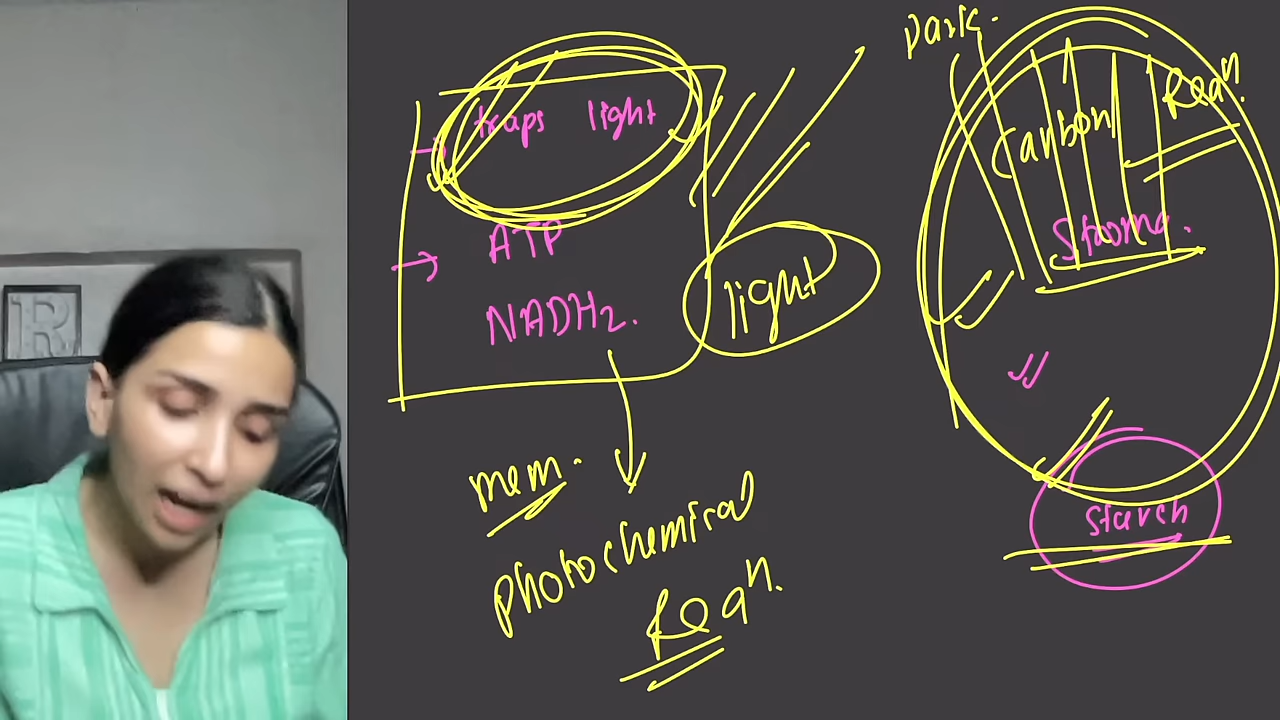 → traps light
→ ATP
NADH2.
light
mem.
photochemical
Reaⁿ.
Dark.
Carbon Reaⁿ.
Stroma.
Starch
R